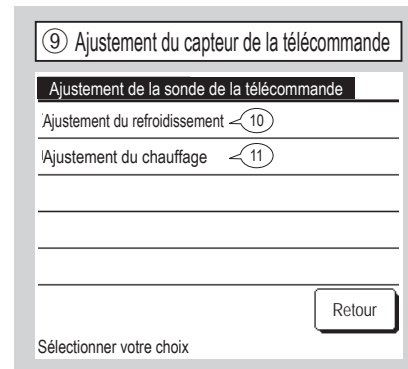 ⑨ Ajustement du capteur de la télécommande
Ajustement de la sonde de la télécommande
Ajustement du refroidissement 10
Ajustement du chauffage 11
Retour
Sélectionner votre choix